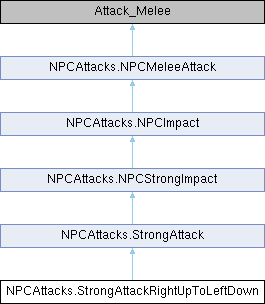 Attack_Melee
NPCAttacks.NPCMeleeAttack
NPCAttacks.NPCImpact
NPCAttacks.NPCStrongImpact
NPCAttacks.StrongAttack
NPCAttacks.StrongAttackRightUpToLeftDown